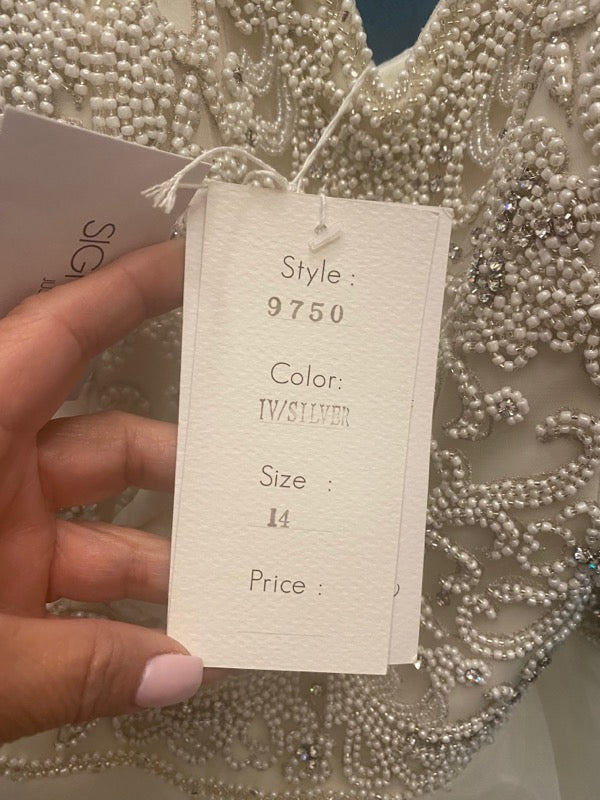 Style :
9750
Color:
IV/SILVER
Size :
14
Price :